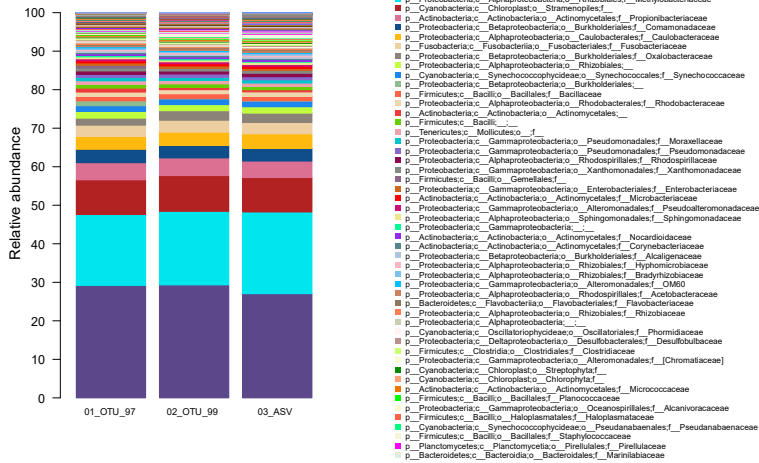 Relative abundance
100
90
80
70
60
50
40
30
20
10
0
01_OTU_97
02_OTU_99
03_ASV
p__Cyanobacteria;c__Chloroplast;o__Stramenopiles;f__
p__Actinobacteria;c__Actinobacteria;o__Actinomycetales;f__Propionibacteriaceae
p__Proteobacteria;c__Betaproteobacteria;o__Burkholderiales;f__Comamonadaceae
p__Proteobacteria;c__Alphaproteobacteria;o__Caulobacterales;f__Caulobacteraceae
p__Fusobacteria;c__Fusobacteriia;o__Fusobacteriales;f__Fusobacteriaceae
p__Proteobacteria;c__Betaproteobacteria;o__Burkholderiales;f__Oxalobacteraceae
p__Proteobacteria;c__Alphaproteobacteria;o__Rhizobiales;__
p__Cyanobacteria;c__Synechococcophycideae;o__Synechococcales;f__Synechococcaceae
p__Proteobacteria;c__Betaproteobacteria;o__Burkholderiales;__
p__Firmicutes;c__Bacilli;o__Bacillales;f__Bacillaceae
p__Proteobacteria;c__Alphaproteobacteria;o__Rhodobacterales;f__Rhodobacteraceae
p__Actinobacteria;c__Actinobacteria;o__Actinomycetales;__
p__Firmicutes;c__Bacilli;__;__
p__Tenericutes;c__Mollicutes;o__;f__
p__Proteobacteria;c__Gammaproteobacteria;o__Pseudomonadales;f__Moraxellaceae
p__Proteobacteria;c__Gammaproteobacteria;o__Pseudomonadales;f__Pseudomonadaceae
p__Proteobacteria;c__Alphaproteobacteria;o__Rhodospirillales;f__Rhodospirillaceae
p__Proteobacteria;c__Gammaproteobacteria;o__Xanthomonadales;f__Xanthomonadaceae
p__Firmicutes;c__Bacilli;o__Gemellales;f__
p__Proteobacteria;c__Gammaproteobacteria;o__Enterobacteriales;f__Enterobacteriaceae
p__Actinobacteria;c__Actinobacteria;o__Actinomycetales;f__Microbacteriaceae
p__Proteobacteria;c__Gammaproteobacteria;o__Alteromonadales;f__Pseudoalteromonadaceae
p__Proteobacteria;c__Alphaproteobacteria;o__Sphingomonadales;f__Sphingomonadaceae
p__Proteobacteria;c__Gammaproteobacteria;__;__
p__Actinobacteria;c__Actinobacteria;o__Actinomycetales;f__Nocardioidaceae
p__Actinobacteria;c__Actinobacteria;o__Actinomycetales;f__Corynebacteriaceae
p__Proteobacteria;c__Betaproteobacteria;o__Burkholderiales;f__Alcaligenaceae
p__Proteobacteria;c__Alphaproteobacteria;o__Rhizobiales;f__Hyphomicrobiaceae
p__Proteobacteria;c__Alphaproteobacteria;o__Rhizobiales;f__Bradyrhizobiaceae
p__Proteobacteria;c__Gammaproteobacteria;o__Alteromonadales;f__OM60
p__Proteobacteria;c__Alphaproteobacteria;o__Rhodospirillales;f__Acetobacteraceae
p__Bacteroidetes;c__Flavobacteriia;o__Flavobacteriales;f__Flavobacteriaceae
p__Proteobacteria;c__Alphaproteobacteria;o__Rhizobiales;f__Rhizobiaceae
p__Proteobacteria;c__Alphaproteobacteria;__;__
p__Cyanobacteria;c__Oscillatoriophycideae;o__Oscillatoriales;f__Phormidiaceae
p__Proteobacteria;c__Deltaproteobacteria;o__Desulfobacterales;f__Desulfobulbaceae
p__Firmicutes;c__Clostridia;o__Clostridiales;f__Clostridiaceae
p__Proteobacteria;c__Gammaproteobacteria;o__Alteromonadales;f__[Chromatiaceae]
p__Cyanobacteria;c__Chloroplast;o__Streptophyta;f__
p__Cyanobacteria;c__Chloroplast;o__Chlorophyta;f__
p__Actinobacteria;c__Actinobacteria;o__Actinomycetales;f__Micrococcaceae
p__Firmicutes;c__Bacilli;o__Bacillales;f__Planococcaceae
p__Proteobacteria;c__Gammaproteobacteria;o__Oceanospirillales;f__Alcanivoracaceae
p__Firmicutes;c__Bacilli;o__Haloplasmatales;f__Haloplasmataceae
p__Cyanobacteria;c__Synechococcophycideae;o__Pseudanabaenales;f__Pseudanabaenaceae
p__Firmicutes;c__Bacilli;o__Bacillales;f__Staphylococcaceae
p__Planctomycetes;c__Planctomycetia;o__Pirellulales;f__Pirellulaceae
p__Bacteroidetes;c__Bacteroidia;o__Bacteroidales;f__Marinilabiaceae